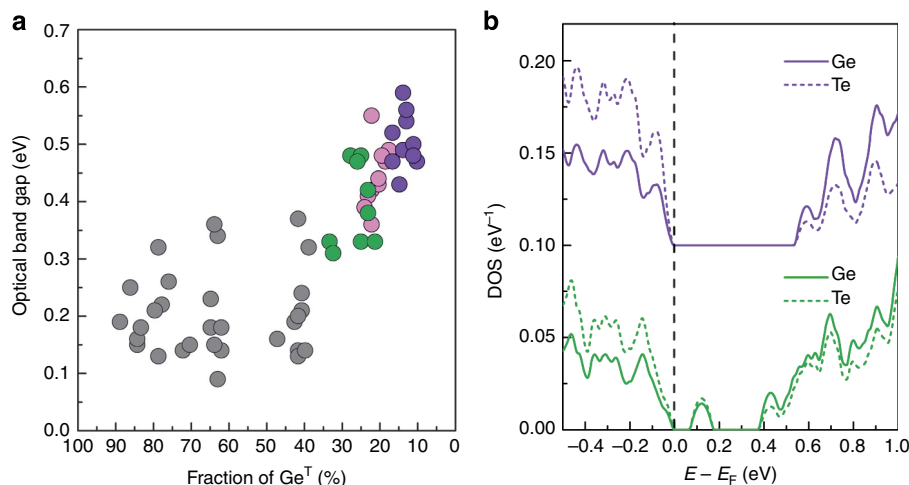 a
0.7
0.6
0.5
0.4
0.3
0.2
0.1
0.0
Optical band gap (eV)
100 90 80 70 60 50 40 30 20 10 0
Fraction of Ge^T (%)
b
0.20
0.15
0.10
0.05
0.00
DOS (eV⁻¹)
Ge
Te
Ge
Te
−0.4 −0.2 0.0 0.2 0.4 0.6 0.8 1.0
E − E_F (eV)